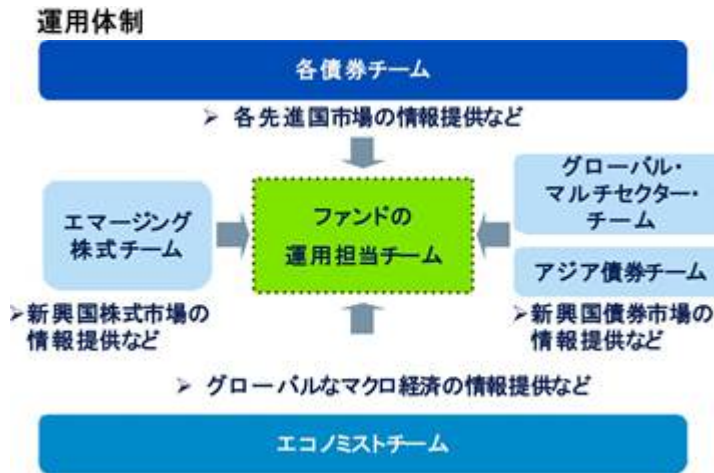 運用体制
各債券チーム
➢ 各先進国市場の情報提供など
エマージング
株式チーム
ファンドの
運用担当チーム
グローバル・
マルチセクター・
チーム
アジア債券チーム
➢新興国株式市場の
情報提供など
➢新興国債券市場の
情報提供など
➢ グローバルなマクロ経済の情報提供など
エコノミストチーム